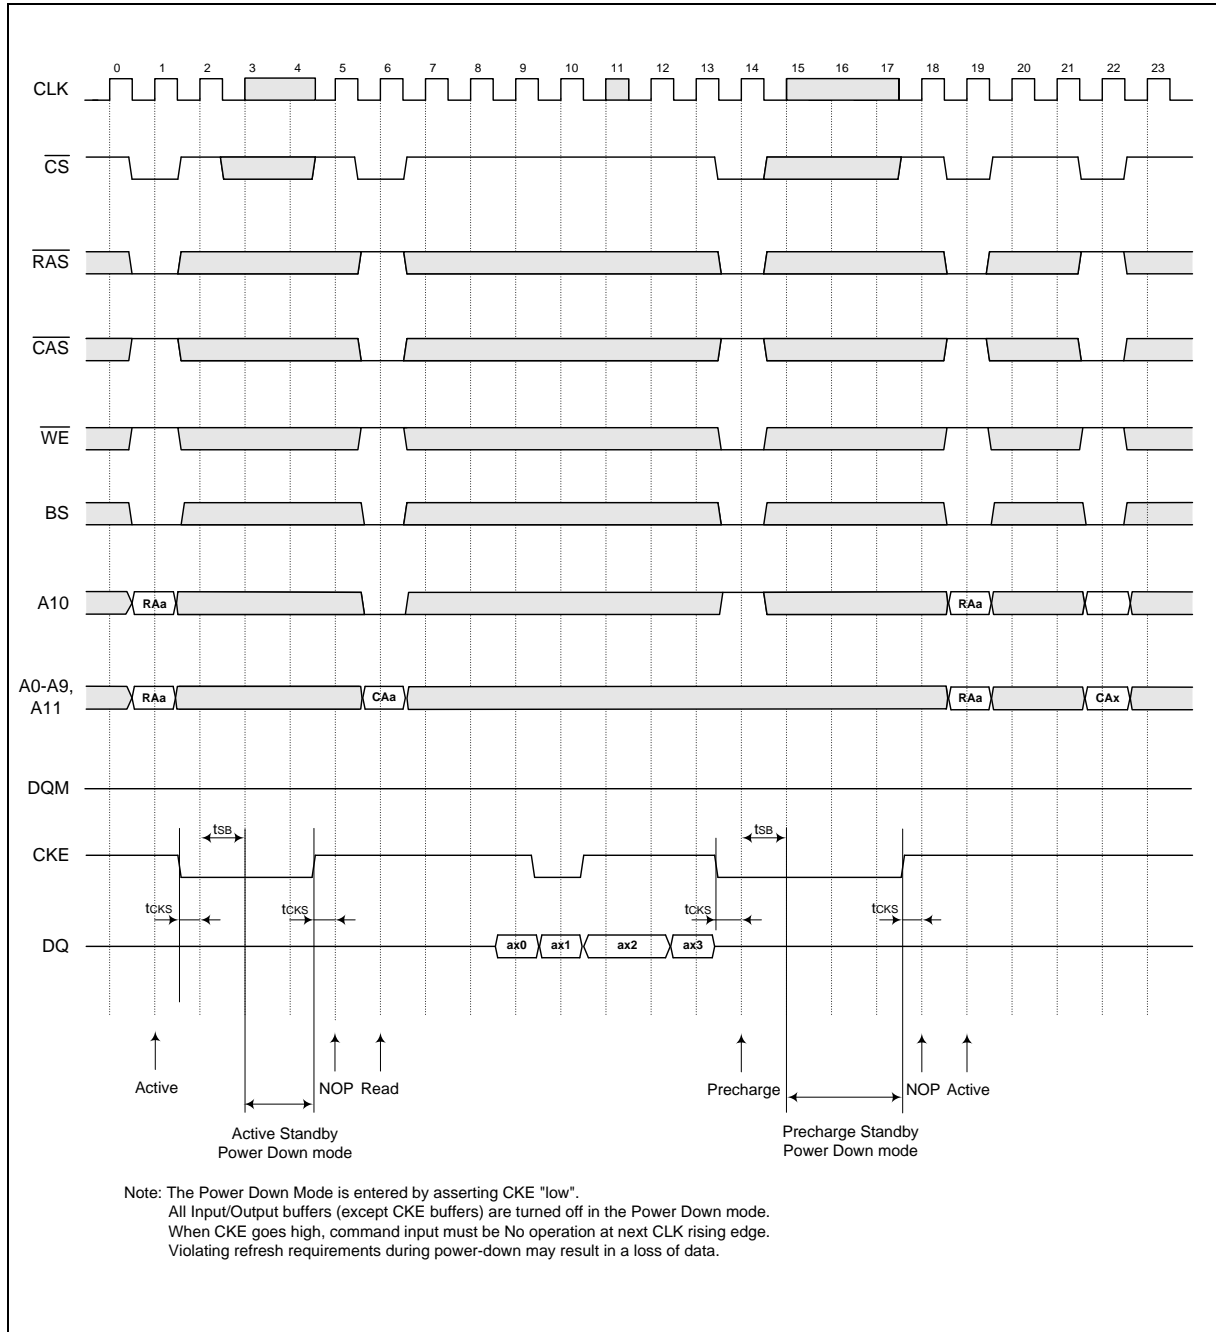 0 1 2 3 4 5 6 7 8 9 10 11 12 13 14 15 16 17 18 19 20 21 22 23
CLK
CS
RAS
CAS
WE
BS
A10 RAa RAa
A0-A9,
A11 RAa CAa RAa CAx
DQM
tSB tSB
CKE
tCKS tCKS tCKS tCKS
DQ ax0 ax1 ax2 ax3
Active NOP Read Precharge NOP Active
Active Standby
Power Down mode
Precharge Standby
Power Down mode
Note: The Power Down Mode is entered by asserting CKE "low".
All Input/Output buffers (except CKE buffers) are turned off in the Power Down mode.
When CKE goes high, command input must be No operation at next CLK rising edge.
Violating refresh requirements during power-down may result in a loss of data.